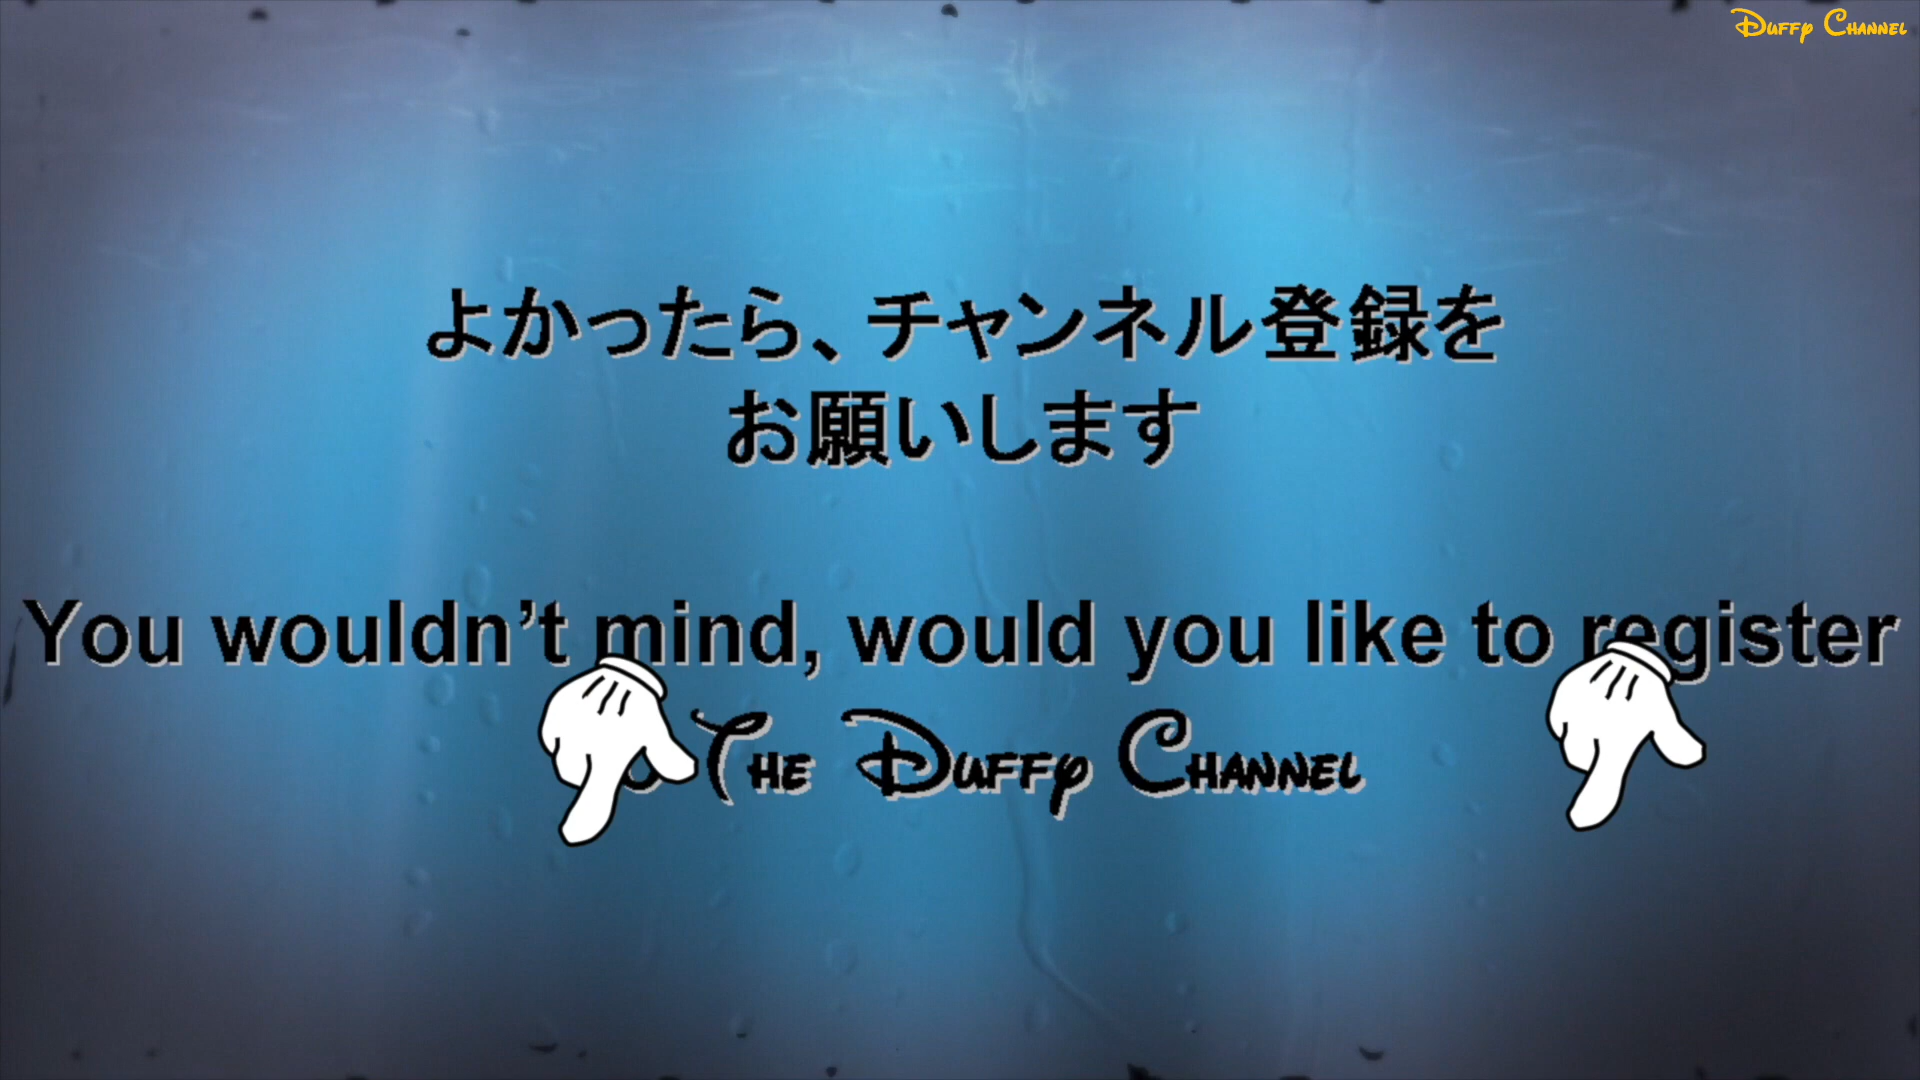 Duffy Channel
よかったら、チャンネル登録を
お願いします
You wouldn’t mind, would you like to register
The Duffy Channel